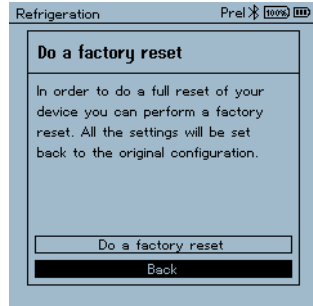 Refrigeration Prel 100%
Do a factory reset
In order to do a full reset of your
device you can perform a factory
reset. All the settings will be set
back to the original configuration.
Do a factory reset
Back